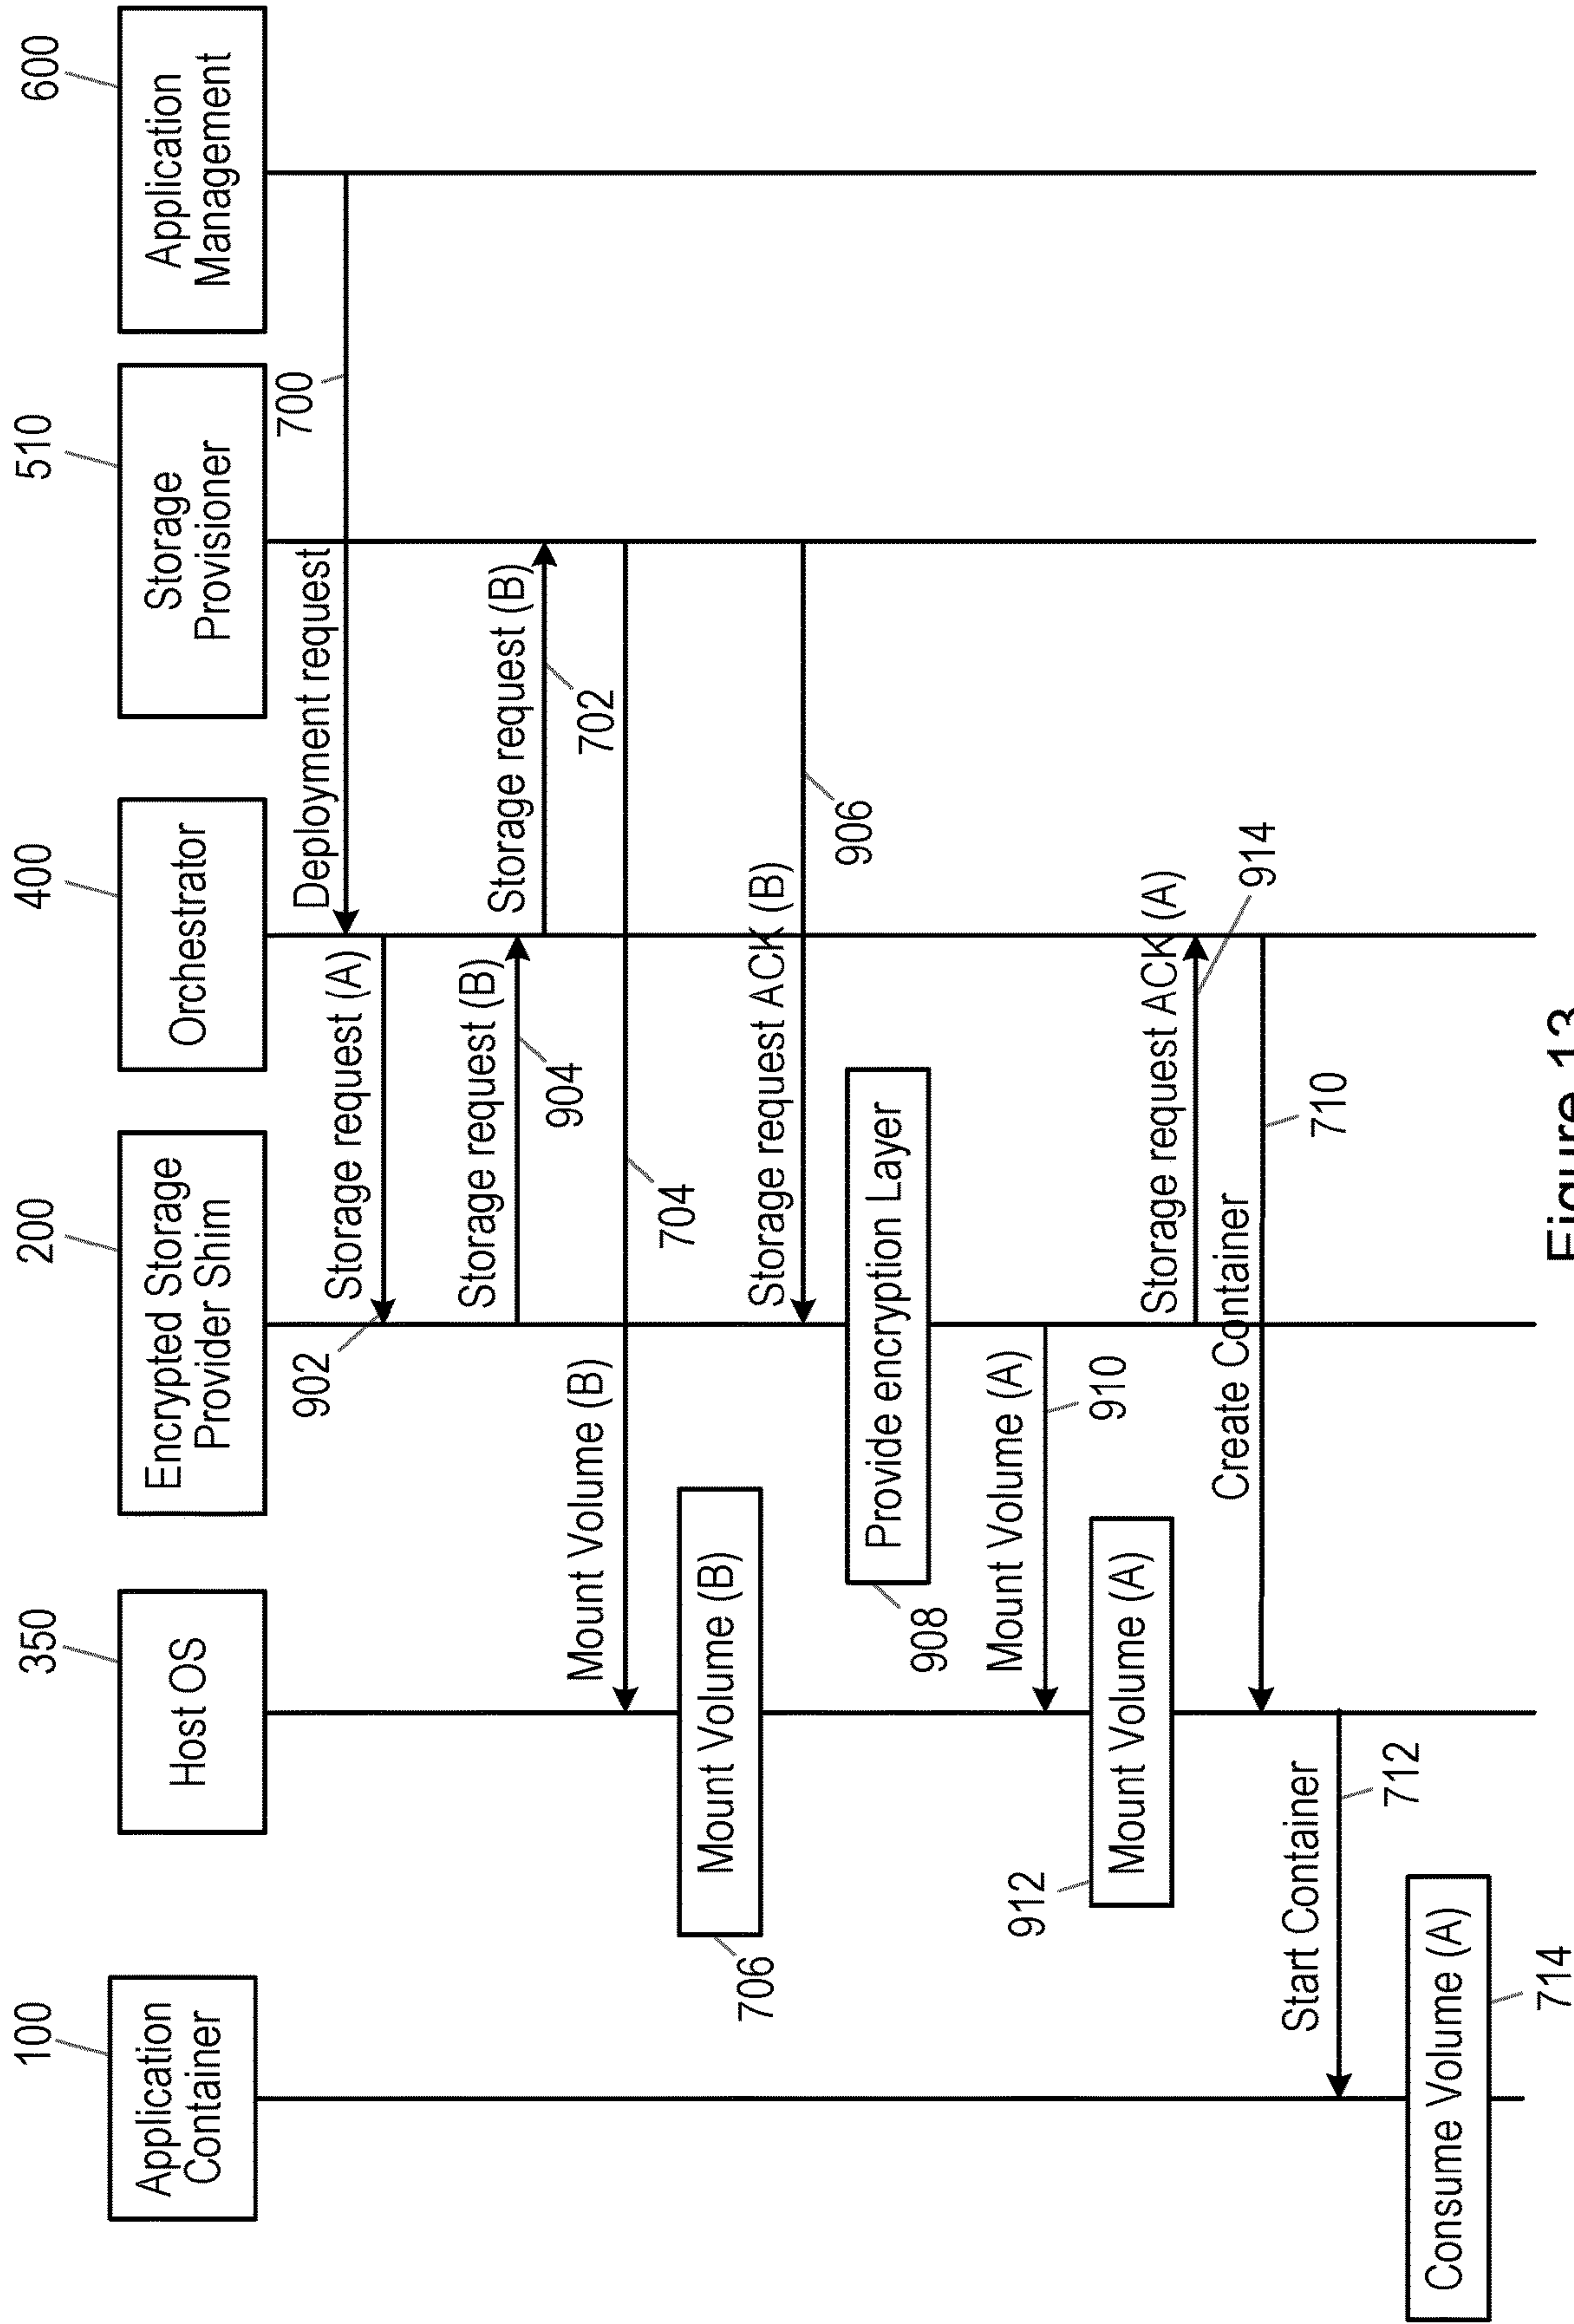 100
Application
Container
350
Host OS
200
Encrypted Storage
Provider Shim
400
Orchestrator
510
Storage
Provisioner
600
Application
Management
Deployment request
700
Storage request (A)
902
Storage request (B)
904
Storage request (B)
702
Mount Volume (B)
704
Mount Volume (B)
706
Storage request ACK (B)
906
Provide encryption Layer
908
Mount Volume (A)
910
Mount Volume (A)
912
Storage request ACK (A)
914
Create Container
710
Start Container
712
Consume Volume (A)
714
Figure 13